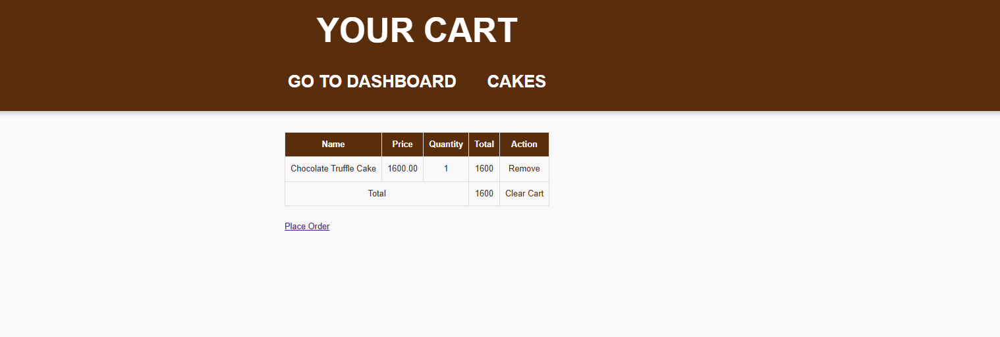 YOUR CART
GO TO DASHBOARD CAKES
Name Price Quantity Total Action
Chocolate Truffle Cake 1600.00 1 1600 Remove
Total 1600 Clear Cart
Place Order